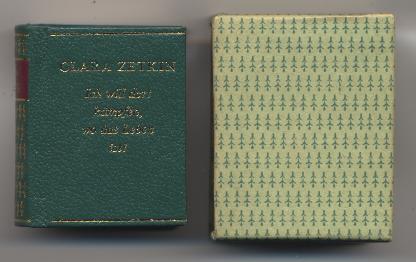 CLARA ZETKIN
Ich will dort
kämpfen,
wo das Leben
ist